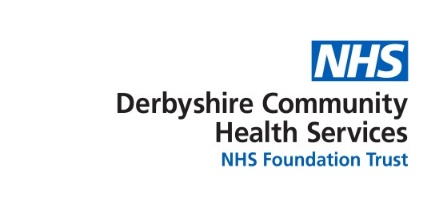 NHS
Derbyshire Community
Health Services
NHS Foundation Trust